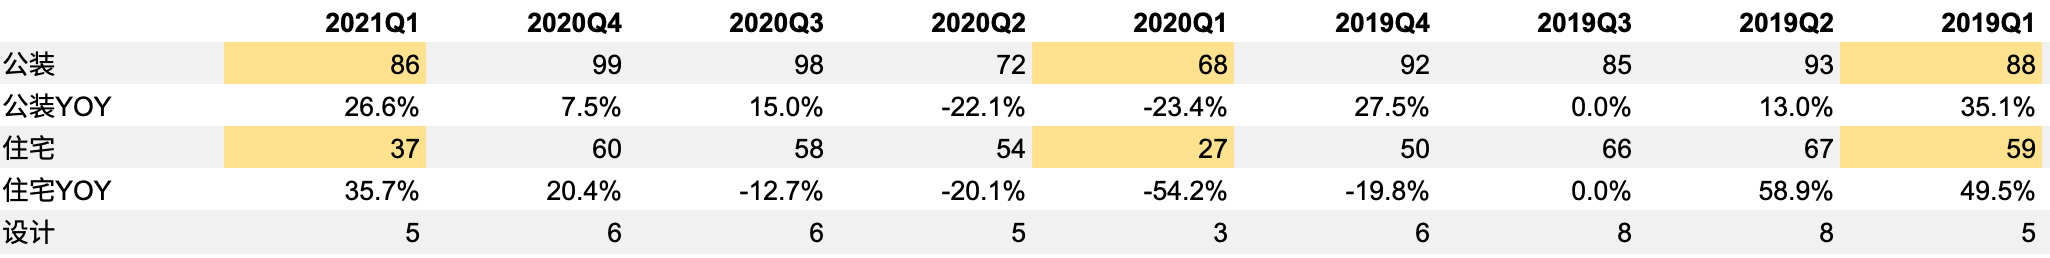 2021Q1 2020Q4 2020Q3 2020Q2 2020Q1 2019Q4 2019Q3 2019Q2 2019Q1
公装 86 99 98 72 68 92 85 93 88
公装YOY 26.6% 7.5% 15.0% -22.1% -23.4% 27.5% 0.0% 13.0% 35.1%
住宅 37 60 58 54 27 50 66 67 59
住宅YOY 35.7% 20.4% -12.7% -20.1% -54.2% -19.8% 0.0% 58.9% 49.5%
设计 5 6 6 5 3 6 8 8 5